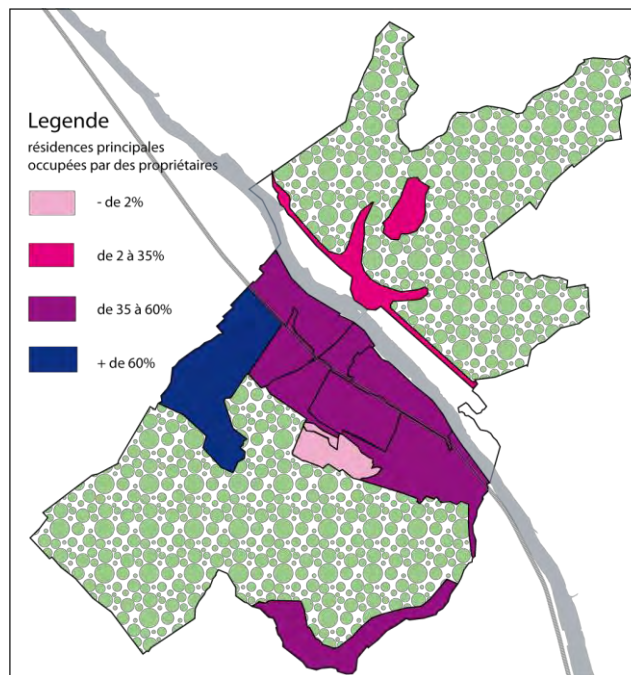 Legende
résidences principales
occupées par des propriétaires
- de 2%
de 2 à 35%
de 35 à 60%
+ de 60%